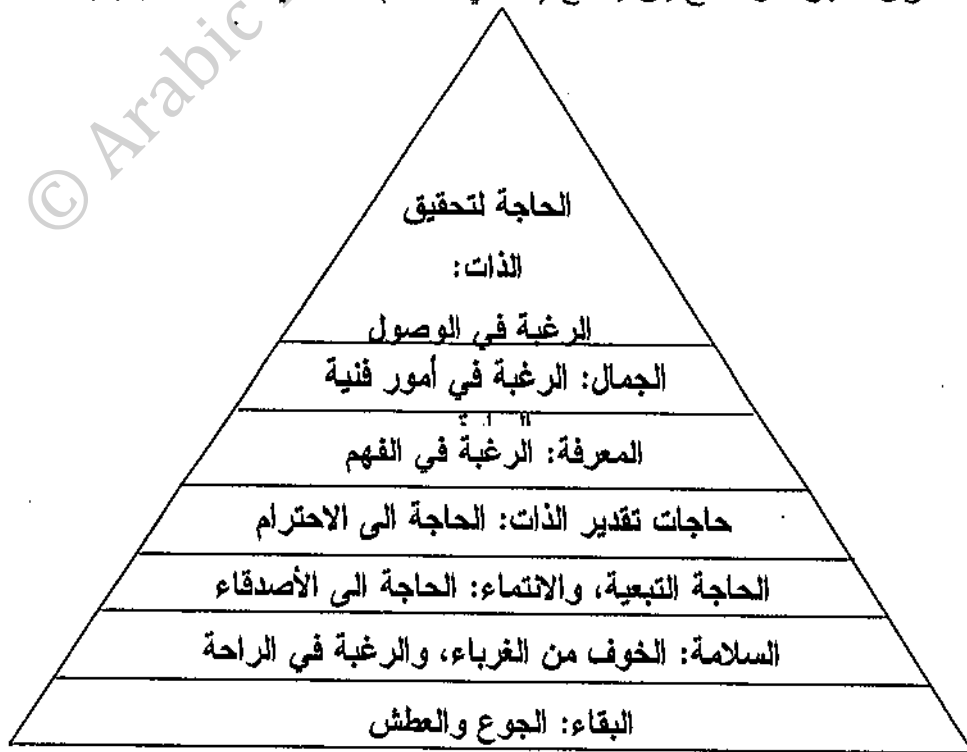 © Arabic
الحاجة لتحقيق
الذات:
الرغبة في الوصول
الجمال: الرغبة في أمور فنية
المعرفة: الرغبة في الفهم
حاجات تقدير الذات: الحاجة الى الاحترام
الحاجة التبعية، والانتماء: الحاجة الى الأصدقاء
السلامة: الخوف من الغرباء، والرغبة في الراحة
البقاء: الجوع والعطش